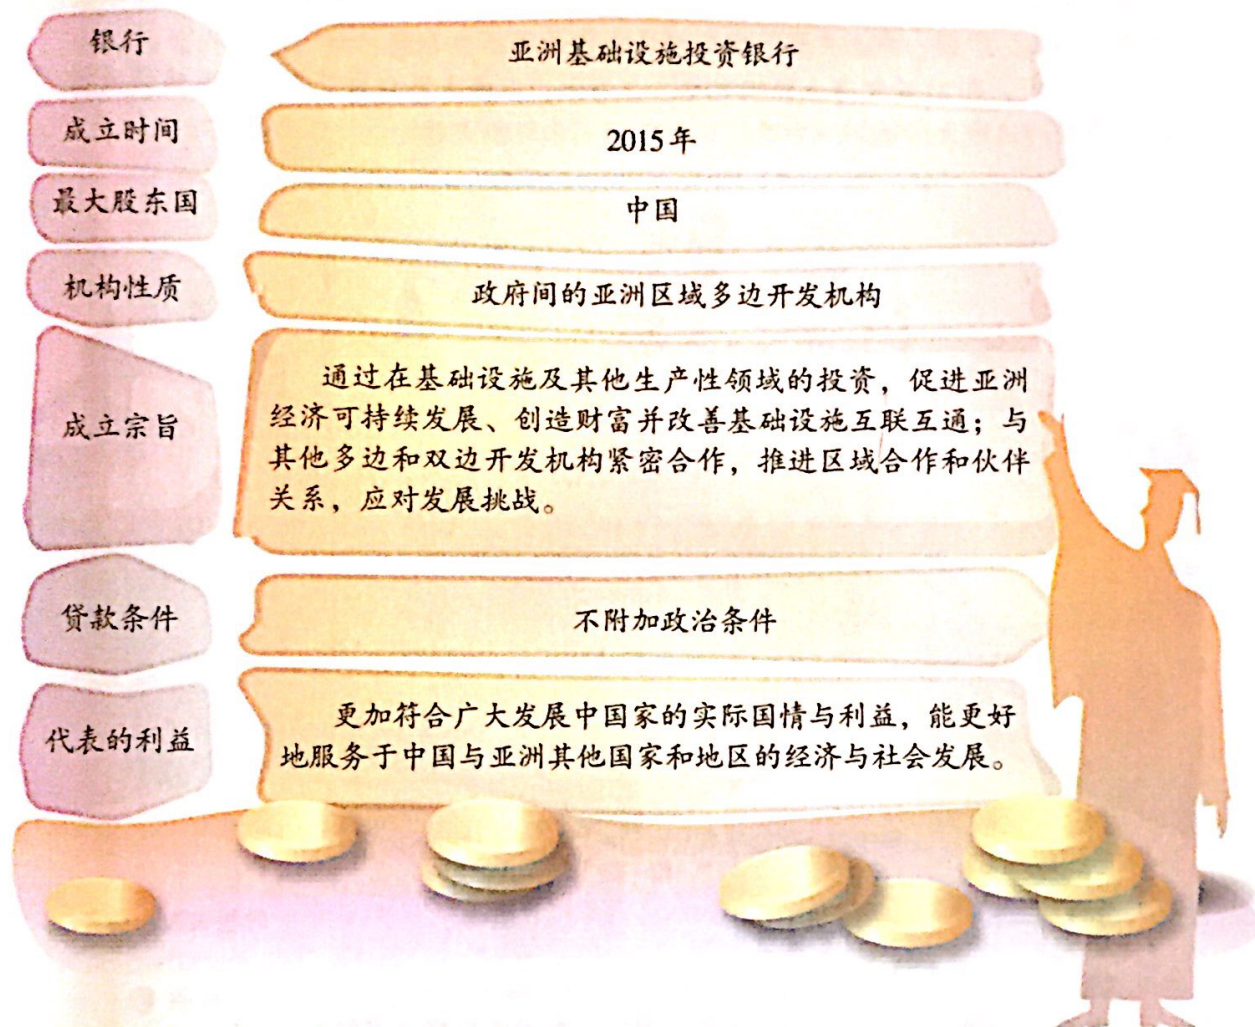 银行
亚洲基础设施投资银行
成立时间
2015年
最大股东国
中国
机构性质
政府间的亚洲区域多边开发机构
成立宗旨
通过在基础设施及其他生产性领域的投资，促进亚洲
经济可持续发展、创造财富并改善基础设施互联互通；与
其他多边和双边开发机构紧密合作，推进区域合作和伙伴
关系，应对发展挑战。
贷款条件
不附加政治条件
代表的利益
更加符合广大发展中国家的实际国情与利益，能更好
地服务于中国与亚洲其他国家和地区的经济与社会发展。